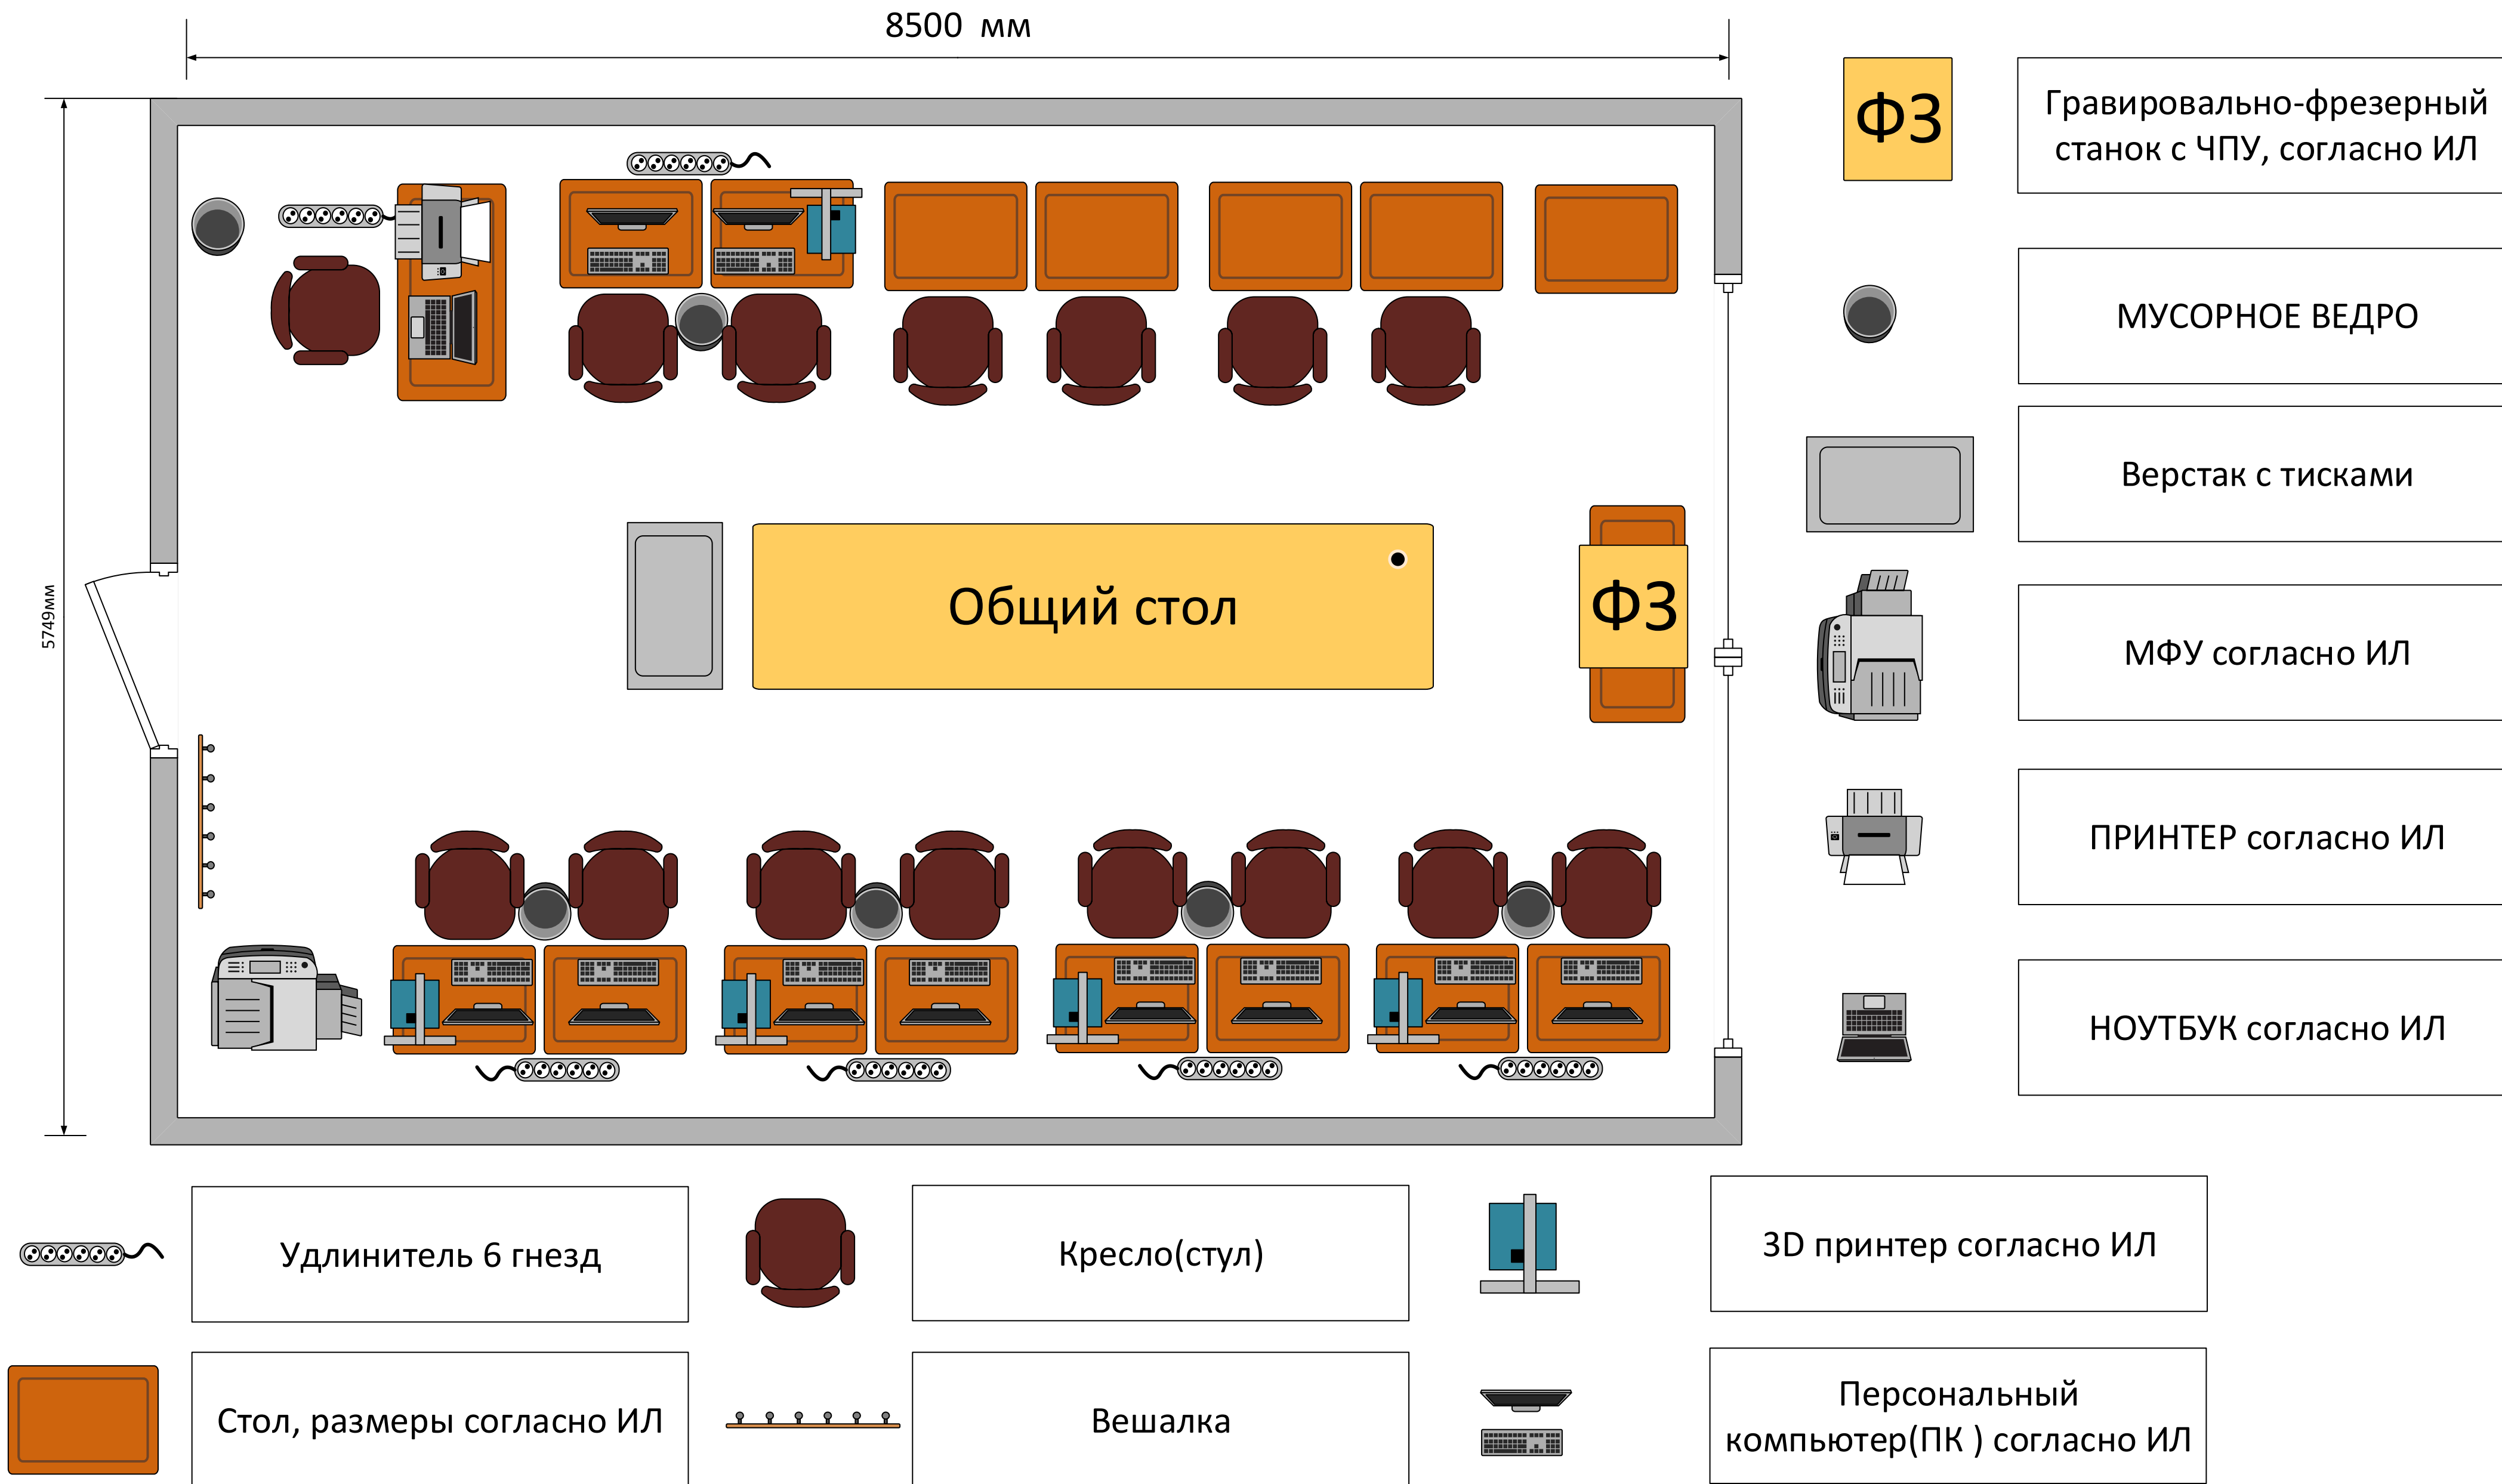 8500 мм
5749мм
ФЗ
Гравировально-фрезерный
станок с ЧПУ, согласно ИЛ
МУСОРНОЕ ВЕДРО
Верстак с тисками
Общий стол
ФЗ
МФУ согласно ИЛ
ПРИНТЕР согласно ИЛ
НОУТБУК согласно ИЛ
Удлинитель 6 гнезд
Кресло(стул)
3D принтер согласно ИЛ
Стол, размеры согласно ИЛ
Вешалка
Персональный
компьютер(ПК ) согласно ИЛ